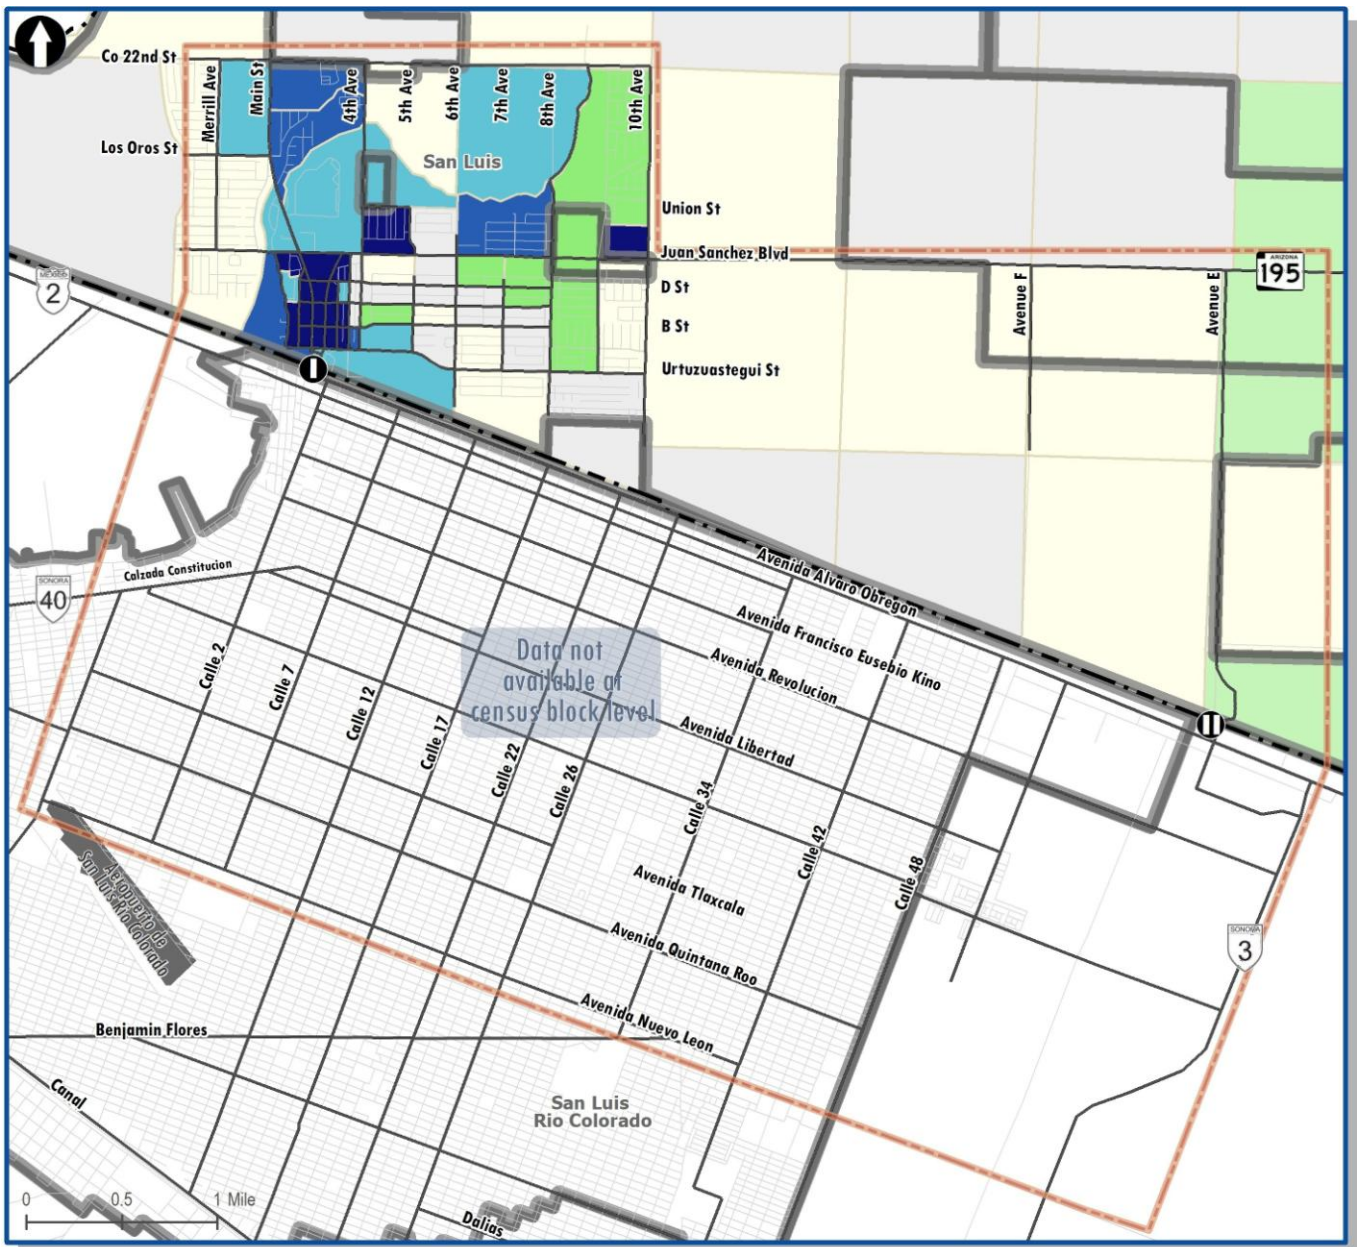 Co 22nd St
Merrill Ave
Main St
4th Ave
5th Ave
6th Ave
7th Ave
8th Ave
10th Ave
Los Oros St
San Luis
Union St
Juan Sanchez Blvd
ARIZONA
195
MEXICO
2
D St
Avenue F
Avenue E
B St
Urtuzuastegui St
I
Avenida Alvaro Obregon
Calzada Constitucion
SONORA
40
Avenida Francisco Eusebio Kino
Data not
available at
census block level
Avenida Revolucion
Calle 2
Calle 7
Calle 12
Calle 17
Calle 22
Calle 26
Avenida Libertad
II
Calle 34
Calle 42
Calle 48
Aeropuerto de
San Luis Rio Colorado
Avenida Tlaxcala
Avenida Quintana Roo
SONORA
3
Avenida Nuevo Leon
Benjamin Flores
Canal
San Luis
Rio Colorado
0 0.5 1 Mile
Dalias